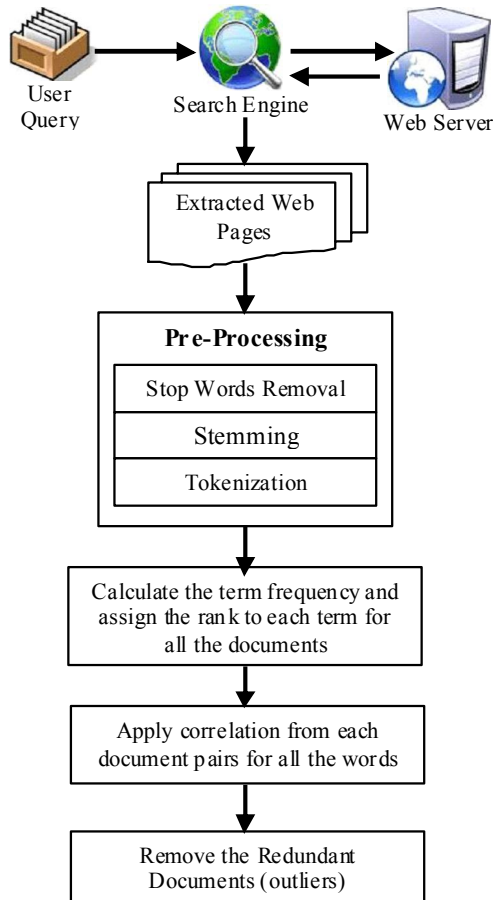 User
Query
Search Engine
Web Server
Extracted Web
Pages
Pre-Processing
Stop Words Removal
Stemming
Tokenization
Calculate the term frequency and
assign the rank to each term for
all the documents
Apply correlation from each
document pairs for all the words
Remove the Redundant
Documents (outliers)